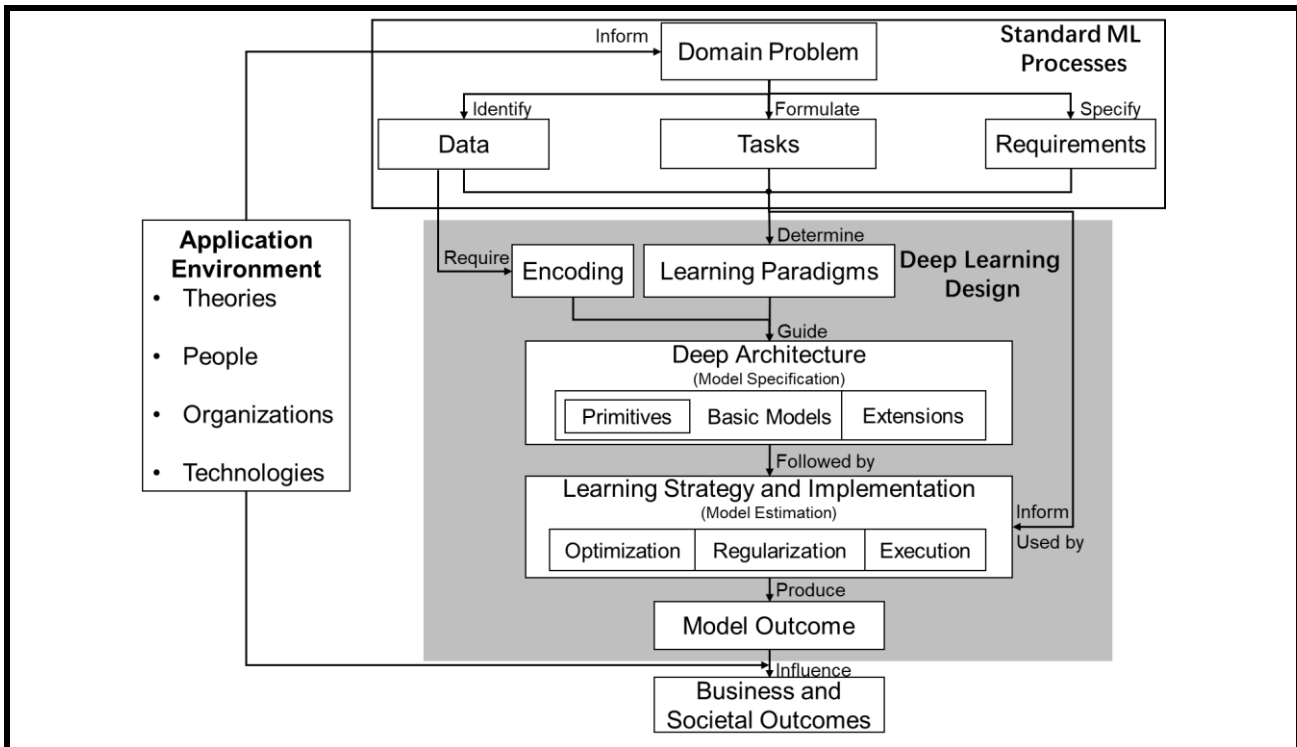 Inform
Domain Problem
Standard ML
Processes
Identify
Formulate
Specify
Data
Tasks
Requirements
Application
Environment
• Theories
• People
• Organizations
• Technologies
Determine
Require
Encoding
Learning Paradigms
Deep Learning
Design
Guide
Deep Architecture
(Model Specification)
Primitives
Basic Models
Extensions
Followed by
Learning Strategy and Implementation
(Model Estimation)
Optimization
Regularization
Execution
Inform
Used by
Produce
Model Outcome
Influence
Business and
Societal Outcomes